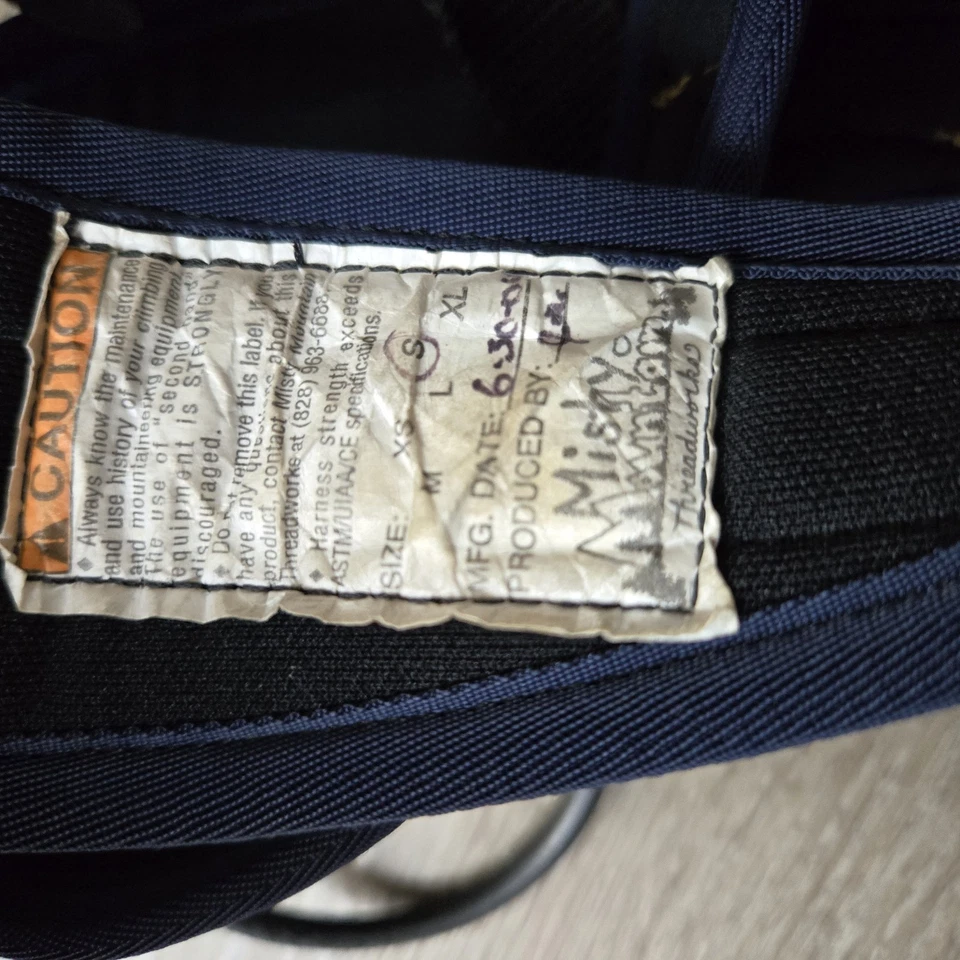 CAUTION
◆ Always know the maintenance
and use history of your climbing
and mountaineering equipment.
The use of "second hand"
equipment is STRONGLY
discouraged.
◆ Do not remove this label. If you
have any questions about this
product, contact Misty Mountain
Threadworks at (828) 963-6688
◆ Harness strength exceeds
ASTM/UIAA/CE specifications.
SIZE: XS S
M L XL
MFG. DATE: 6-30-
PRODUCED BY:
Misty
Mountain
Threadworks